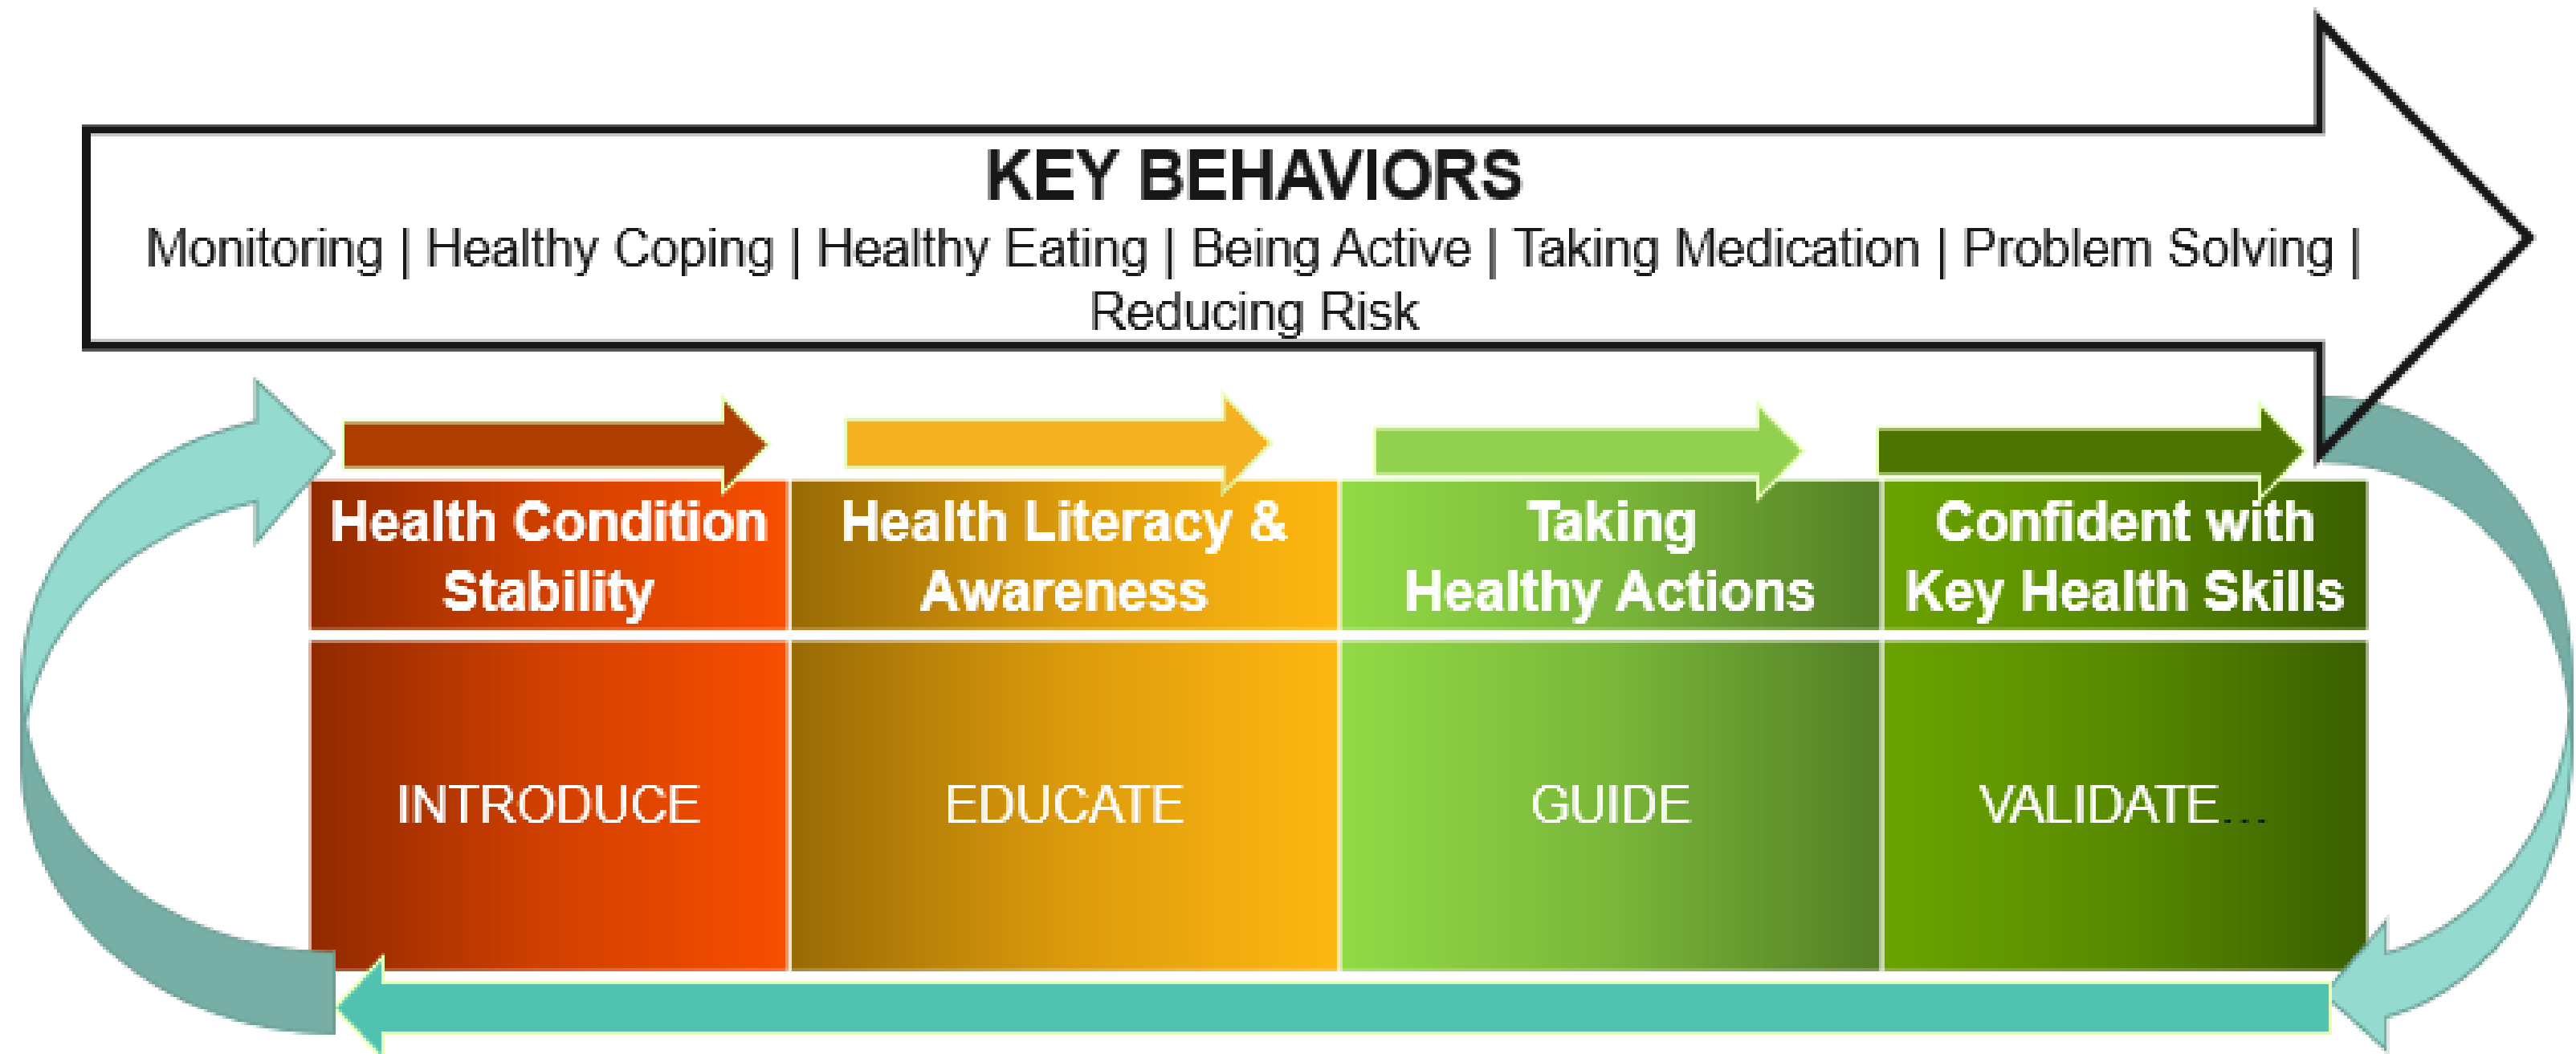 KEY BEHAVIORS
Monitoring | Healthy Coping | Healthy Eating | Being Active | Taking Medication | Problem Solving |
Reducing Risk
Health Condition
Stability
Health Literacy &
Awareness
Taking
Healthy Actions
Confident with
Key Health Skills
INTRODUCE
EDUCATE
GUIDE
VALIDATE...